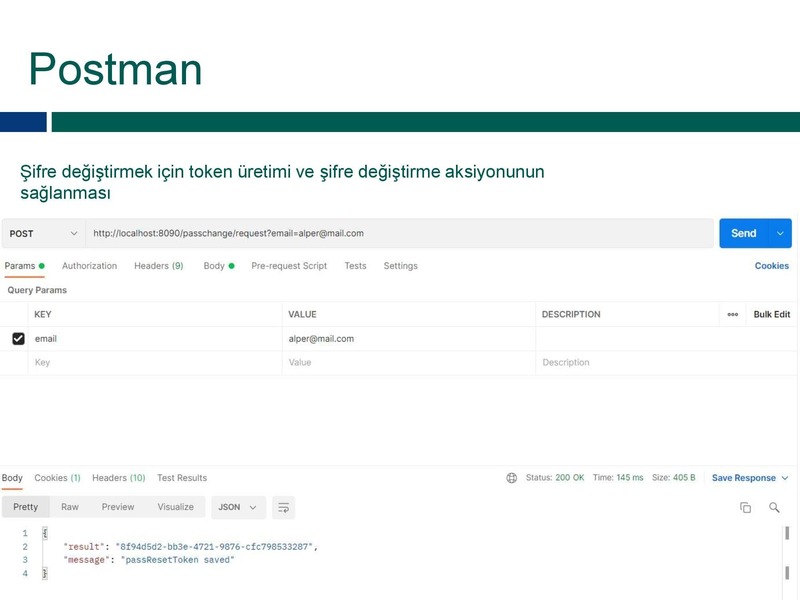 Postman
Şifre değiştirmek için token üretimi ve şifre değiştirme aksiyonunun
sağlanması
POST http://localhost:8090/passchange/request?email=alper@mail.com Send
Params Authorization Headers (9) Body Pre-request Script Tests Settings Cookies
Query Params
KEY VALUE DESCRIPTION ooo Bulk Edit
email alper@mail.com
Key Value Description
Body Cookies (1) Headers (10) Test Results Status: 200 OK Time: 145 ms Size: 405 B Save Response
Pretty Raw Preview Visualize JSON
1
2 "result": "8f94d5d2-bb3e-4721-9876-cfc798533287",
3 "message": "passResetToken saved"
4